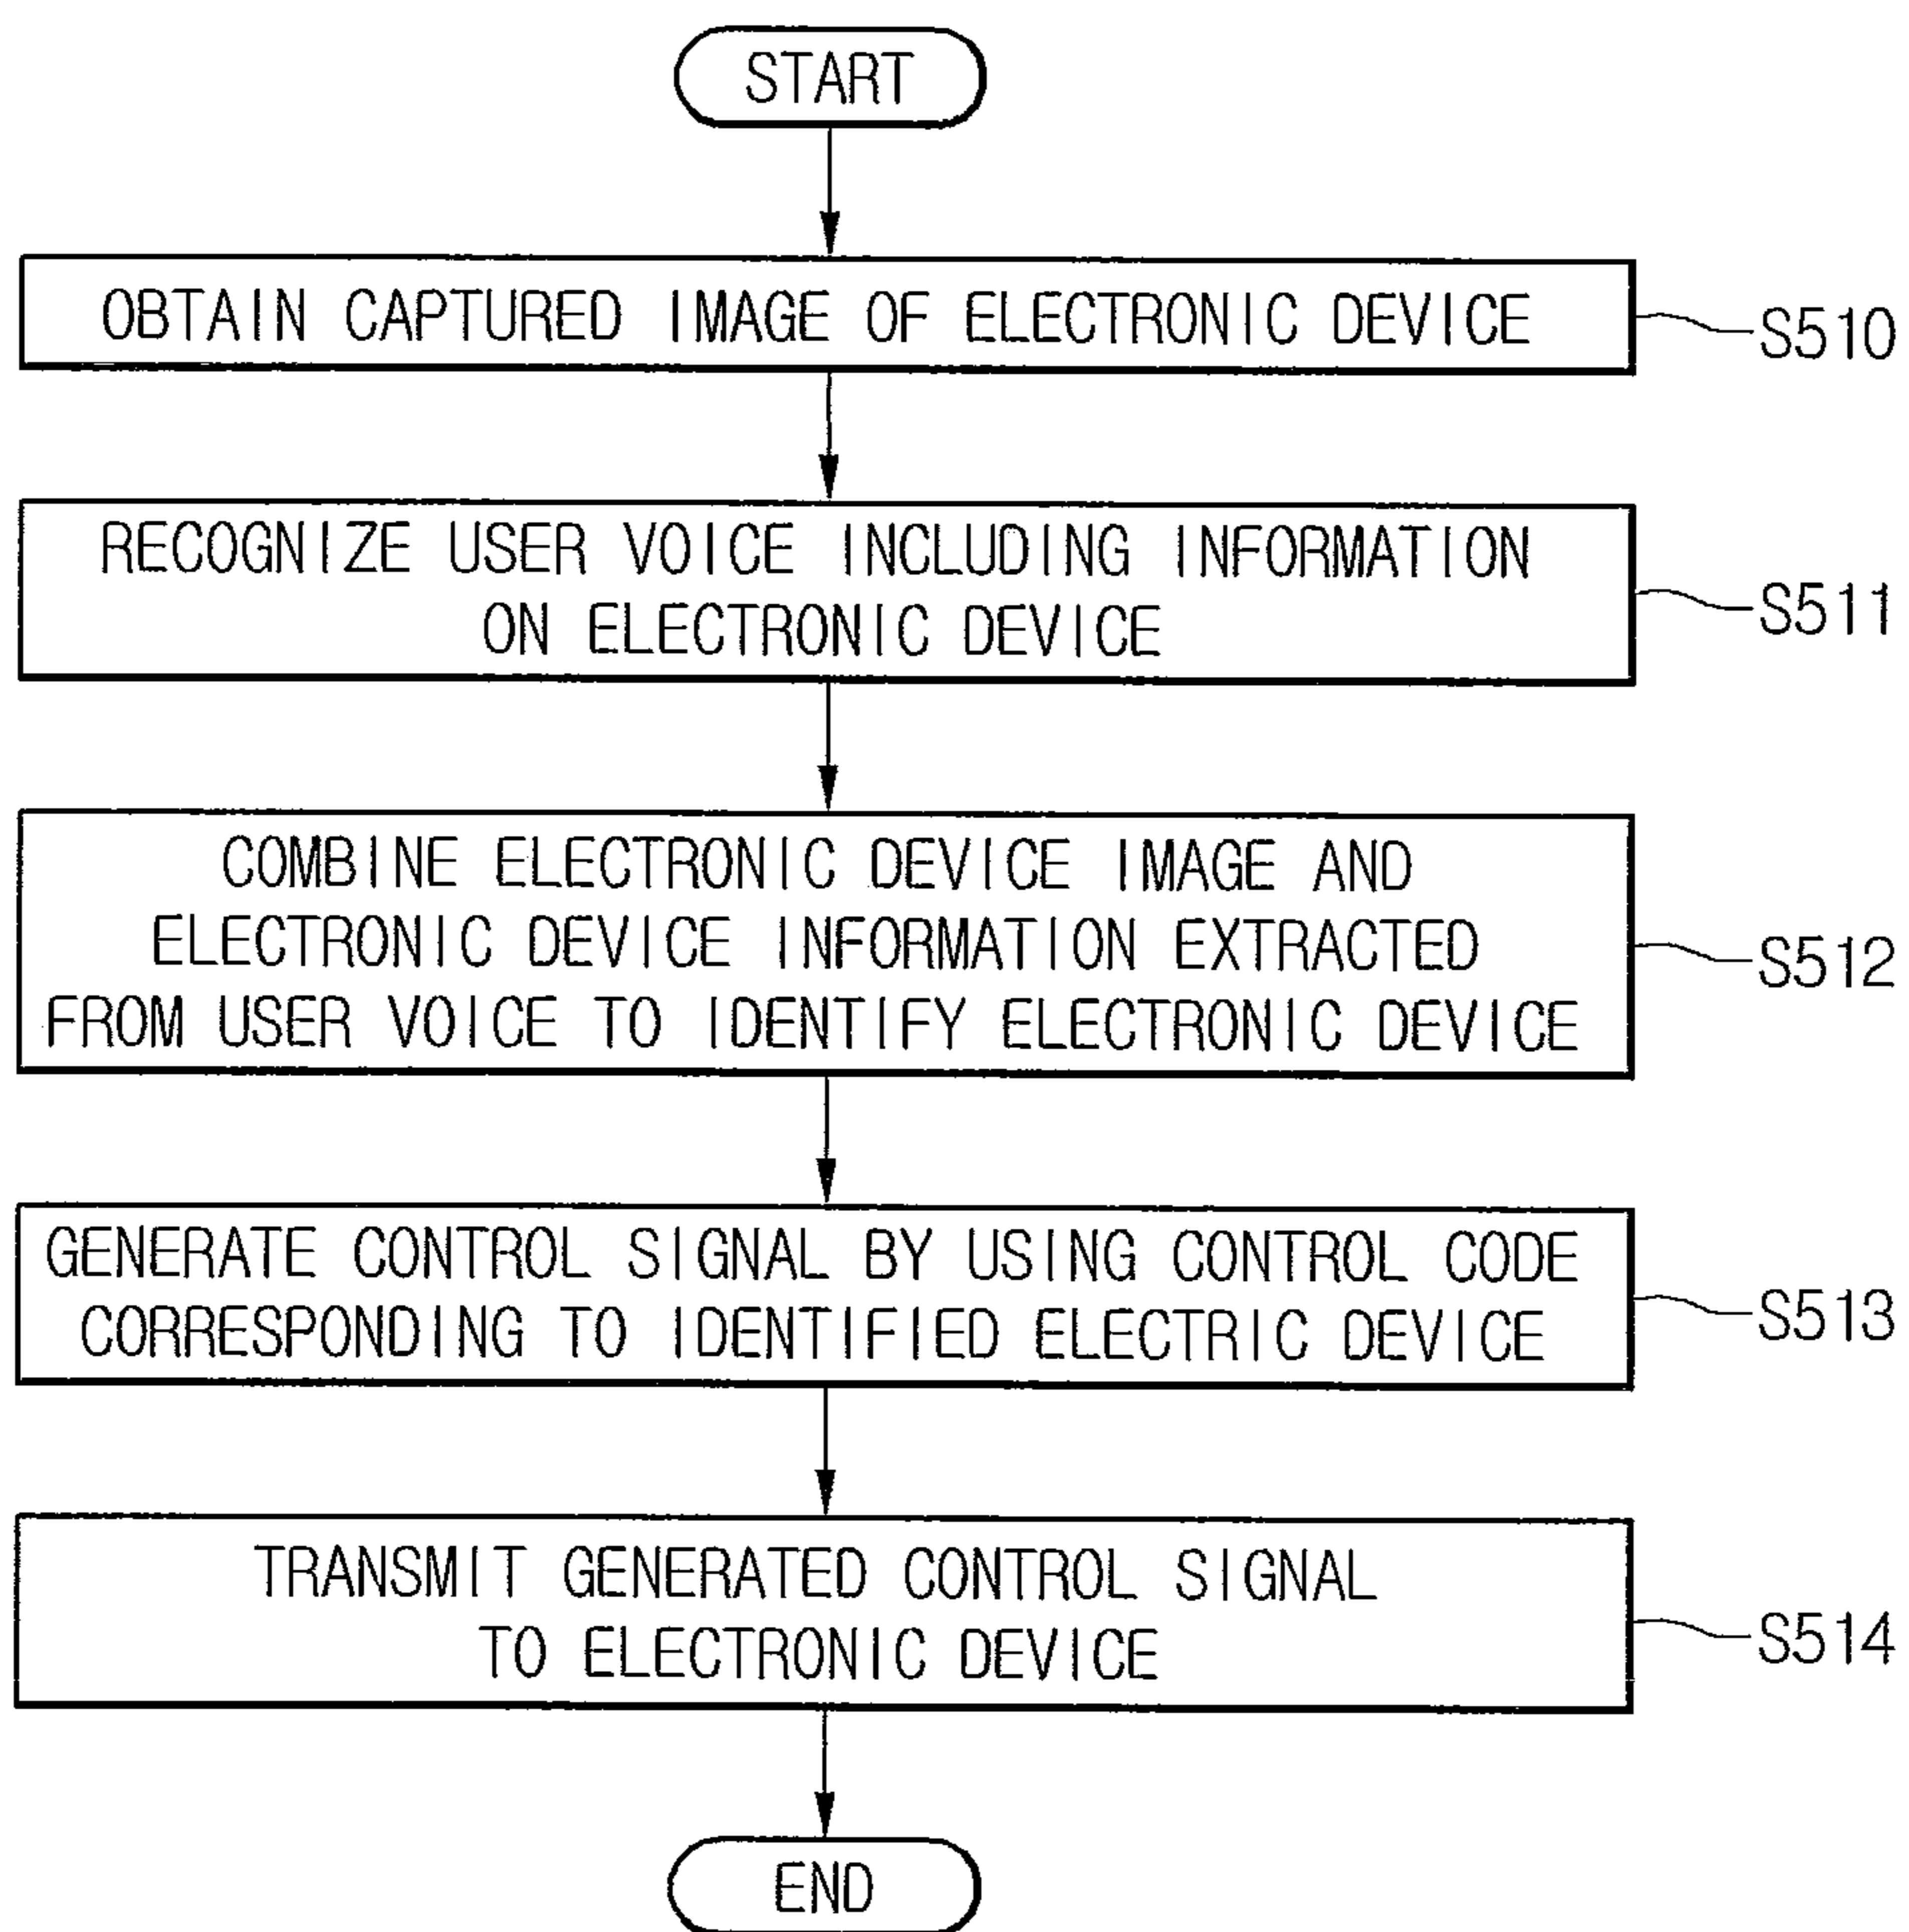 START
OBTAIN CAPTURED IMAGE OF ELECTRONIC DEVICE
S510
RECOGNIZE USER VOICE INCLUDING INFORMATION
ON ELECTRONIC DEVICE
S511
COMBINE ELECTRONIC DEVICE IMAGE AND
ELECTRONIC DEVICE INFORMATION EXTRACTED
FROM USER VOICE TO IDENTIFY ELECTRONIC DEVICE
S512
GENERATE CONTROL SIGNAL BY USING CONTROL CODE
CORRESPONDING TO IDENTIFIED ELECTRIC DEVICE
S513
TRANSMIT GENERATED CONTROL SIGNAL
TO ELECTRONIC DEVICE
S514
END